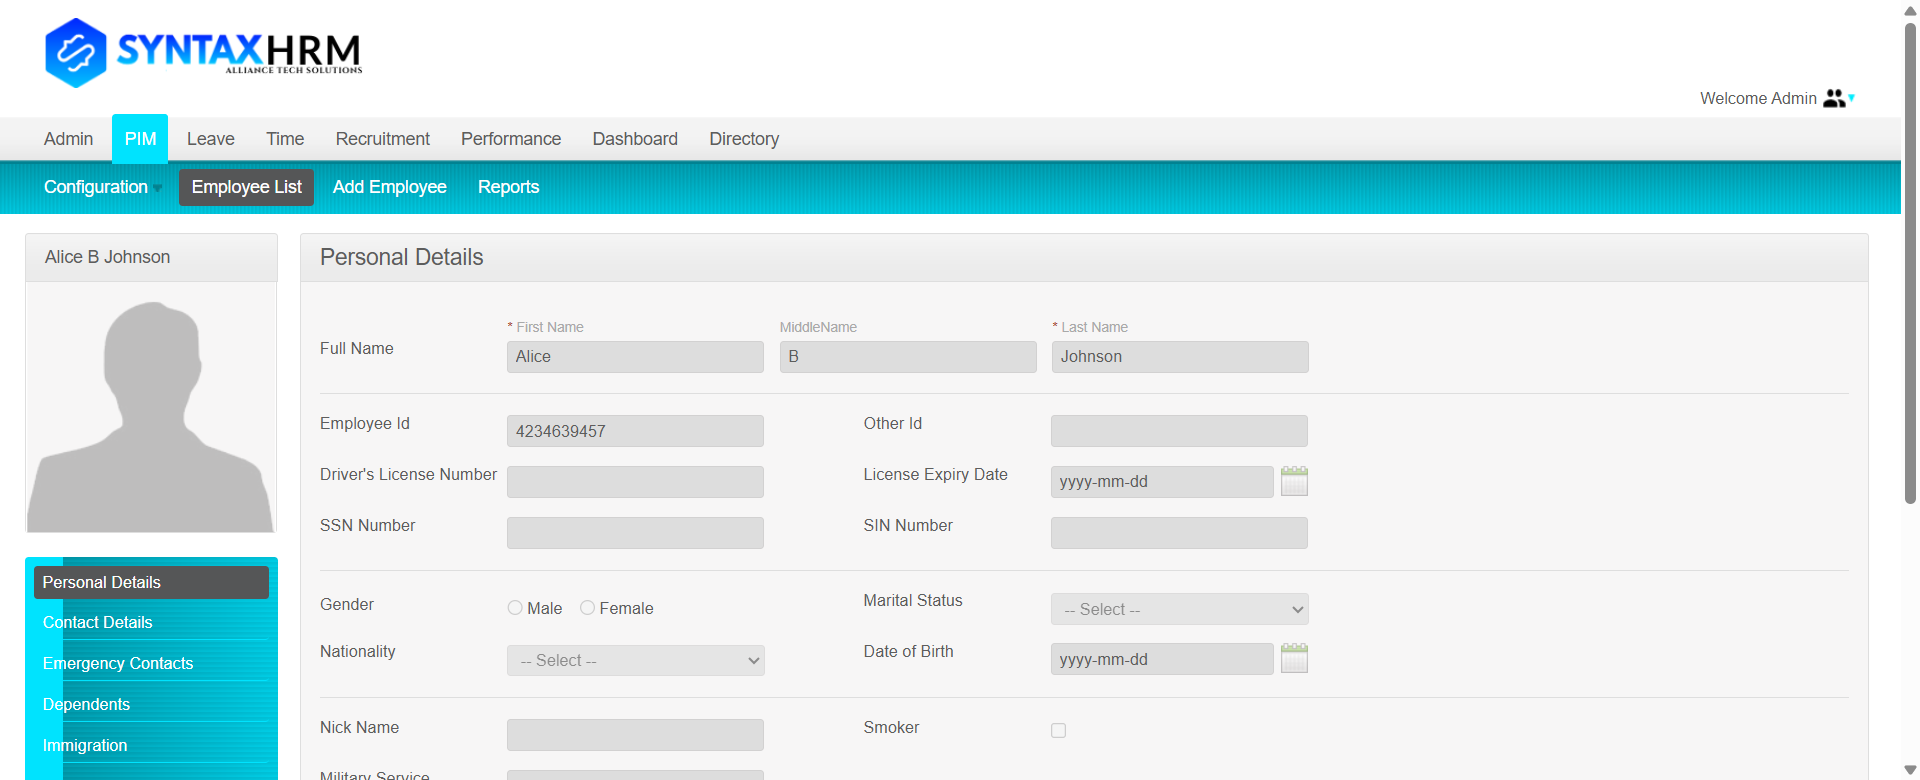 SYNTAXHRM
ALLIANCE TECH SOLUTIONS
Welcome Admin
Admin PIM Leave Time Recruitment Performance Dashboard Directory
Configuration Employee List Add Employee Reports
Alice B Johnson
Personal Details
Contact Details
Emergency Contacts
Dependents
Immigration
Personal Details
* First Name MiddleName * Last Name
Full Name Alice B Johnson
Employee Id 4234639457 Other Id
Driver's License Number License Expiry Date yyyy-mm-dd
SSN Number SIN Number
Gender Male Female Marital Status -- Select --
Nationality -- Select -- Date of Birth yyyy-mm-dd
Nick Name Smoker
Military Service